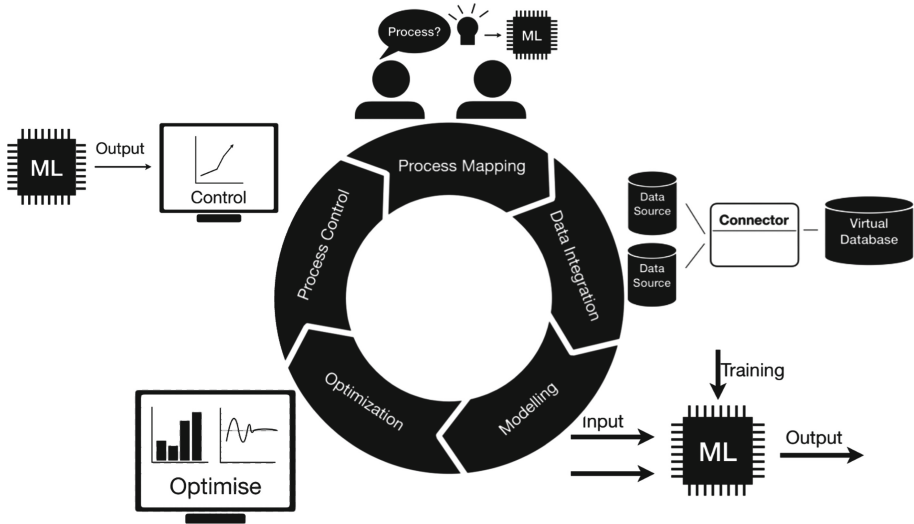 Process?
ML
Process Mapping
Data Integration
Modelling
Optimization
Process Control
ML
Output
Control
Data
Source
Data
Source
Connector
Virtual
Database
Training
Input
ML
Output
Optimise